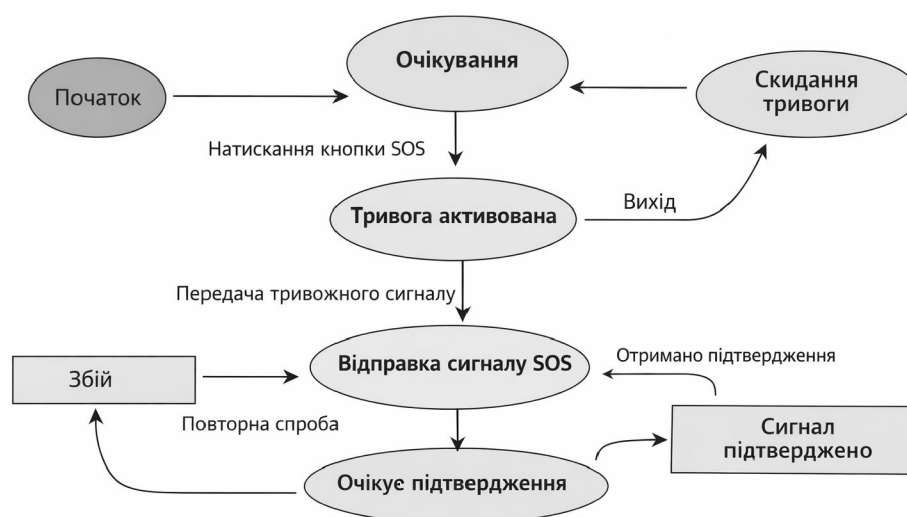 Очікування
Скидання
тривоги
Початок
Натискання кнопки SOS
Тривога активована
Вихід
Передача тривожного сигналу
Відправка сигналу SOS
Отримано підтвердження
Збій
Повторна спроба
Сигнал
підтверджено
Очікує підтвердження